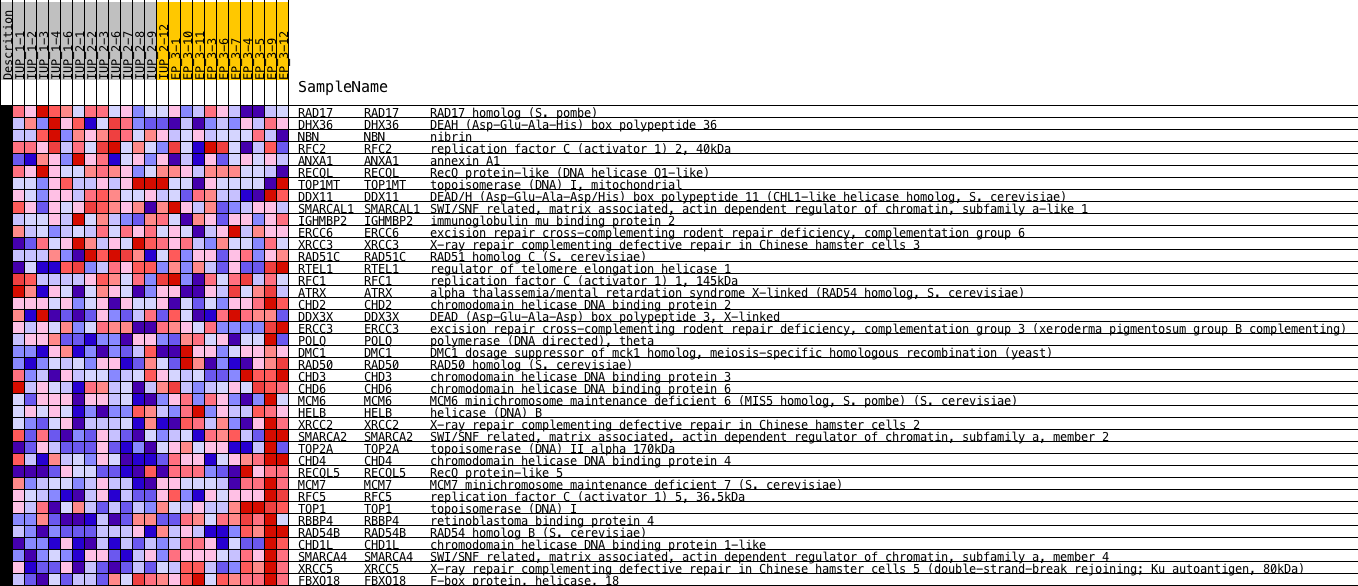 Descrition
IUP_1-1
IUP_1-2
IUP_1-3
IUP_1-4
IUP_1-6
IUP_2-1
IUP_2-2
IUP_2-3
IUP_2-6
IUP_2-7
IUP_2-8
IUP_2-9
IUP_2-12
EP_3-1
EP_3-10
EP_3-11
EP_3-3
EP_3-6
EP_3-7
EP_3-4
EP_3-5
EP_3-9
EP_3-12
SampleName
RAD17 RAD17 RAD17 homolog (S. pombe)
DHX36 DHX36 DEAH (Asp-Glu-Ala-His) box polypeptide 36
NBN NBN nibrin
RFC2 RFC2 replication factor C (activator 1) 2, 40kDa
ANXA1 ANXA1 annexin A1
RECQL RECQL RecQ protein-like (DNA helicase Q1-like)
TOP1MT TOP1MT topoisomerase (DNA) I, mitochondrial
DDX11 DDX11 DEAD/H (Asp-Glu-Ala-Asp/His) box polypeptide 11 (CHL1-like helicase homolog, S. cerevisiae)
SMARCAL1 SMARCAL1 SWI/SNF related, matrix associated, actin dependent regulator of chromatin, subfamily a-like 1
IGHMBP2 IGHMBP2 immunoglobulin mu binding protein 2
ERCC6 ERCC6 excision repair cross-complementing rodent repair deficiency, complementation group 6
XRCC3 XRCC3 X-ray repair complementing defective repair in Chinese hamster cells 3
RAD51C RAD51C RAD51 homolog C (S. cerevisiae)
RTEL1 RTEL1 regulator of telomere elongation helicase 1
RFC1 RFC1 replication factor C (activator 1) 1, 145kDa
ATRX ATRX alpha thalassemia/mental retardation syndrome X-linked (RAD54 homolog, S. cerevisiae)
CHD2 CHD2 chromodomain helicase DNA binding protein 2
DDX3X DDX3X DEAD (Asp-Glu-Ala-Asp) box polypeptide 3, X-linked
ERCC3 ERCC3 excision repair cross-complementing rodent repair deficiency, complementation group 3 (xeroderma pigmentosum group B complementing)
POLQ POLQ polymerase (DNA directed), theta
DMC1 DMC1 DMC1 dosage suppressor of mck1 homolog, meiosis-specific homologous recombination (yeast)
RAD50 RAD50 RAD50 homolog (S. cerevisiae)
CHD3 CHD3 chromodomain helicase DNA binding protein 3
CHD6 CHD6 chromodomain helicase DNA binding protein 6
MCM6 MCM6 MCM6 minichromosome maintenance deficient 6 (MIS5 homolog, S. pombe) (S. cerevisiae)
HELB HELB helicase (DNA) B
XRCC2 XRCC2 X-ray repair complementing defective repair in Chinese hamster cells 2
SMARCA2 SMARCA2 SWI/SNF related, matrix associated, actin dependent regulator of chromatin, subfamily a, member 2
TOP2A TOP2A topoisomerase (DNA) II alpha 170kDa
CHD4 CHD4 chromodomain helicase DNA binding protein 4
RECQL5 RECQL5 RecQ protein-like 5
MCM7 MCM7 MCM7 minichromosome maintenance deficient 7 (S. cerevisiae)
RFC5 RFC5 replication factor C (activator 1) 5, 36.5kDa
TOP1 TOP1 topoisomerase (DNA) I
RBBP4 RBBP4 retinoblastoma binding protein 4
RAD54B RAD54B RAD54 homolog B (S. cerevisiae)
CHD1L CHD1L chromodomain helicase DNA binding protein 1-like
SMARCA4 SMARCA4 SWI/SNF related, matrix associated, actin dependent regulator of chromatin, subfamily a, member 4
XRCC5 XRCC5 X-ray repair complementing defective repair in Chinese hamster cells 5 (double-strand-break rejoining; Ku autoantigen, 80kDa)
FBXO18 FBXO18 F-box protein, helicase, 18